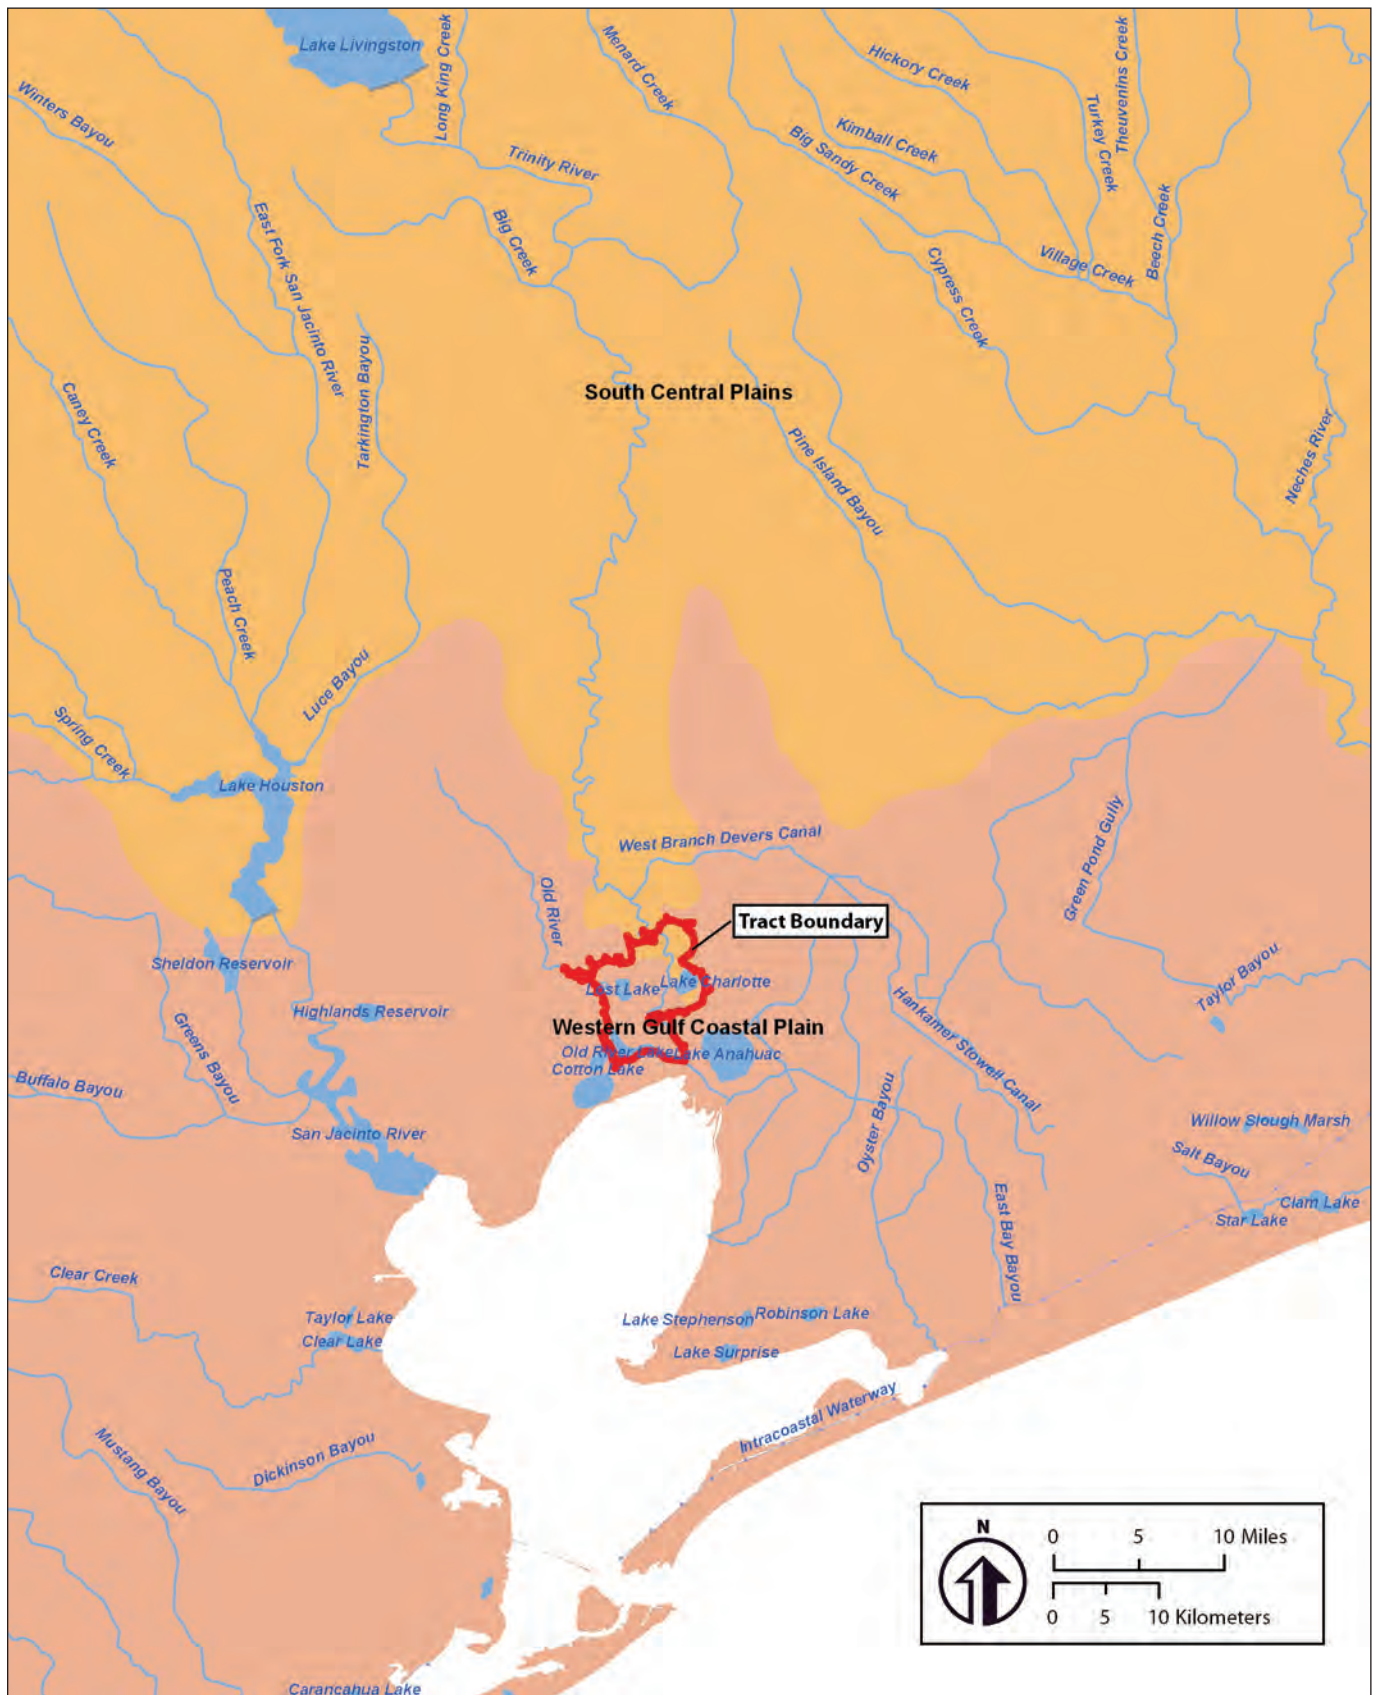 Lake Livingston
Long King Creek
Menard Creek
Hickory Creek
Theuvenins Creek
Turkey Creek
Winters Bayou
Kimball Creek
Big Sandy Creek
Trinity River
Big Creek
East Fork San Jacinto River
Beech Creek
Village Creek
Cypress Creek
Tarkington Bayou
South Central Plains
Caney Creek
Pine Island Bayou
Neches River
Peach Creek
Luce Bayou
Spring Creek
Lake Houston
West Branch Devers Canal
Green Pond Gully
Old River
Tract Boundary
Sheldon Reservoir
Lost Lake
Lake Charlotte
Taylor Bayou
Highlands Reservoir
Hankamer Stowell Canal
Western Gulf Coastal Plain
Greens Bayou
Old River Lake
Lake Anahuac
Cotton Lake
Buffalo Bayou
Oyster Bayou
San Jacinto River
Willow Slough Marsh
Salt Bayou
Clam Lake
Star Lake
East Bay Bayou
Clear Creek
Taylor Lake
Clear Lake
Lake Stephenson
Robinson Lake
Lake Surprise
Intracoastal Waterway
Mustang Bayou
Dickinson Bayou
N
0 5 10 Miles
0 5 10 Kilometers
Carancahua Lake